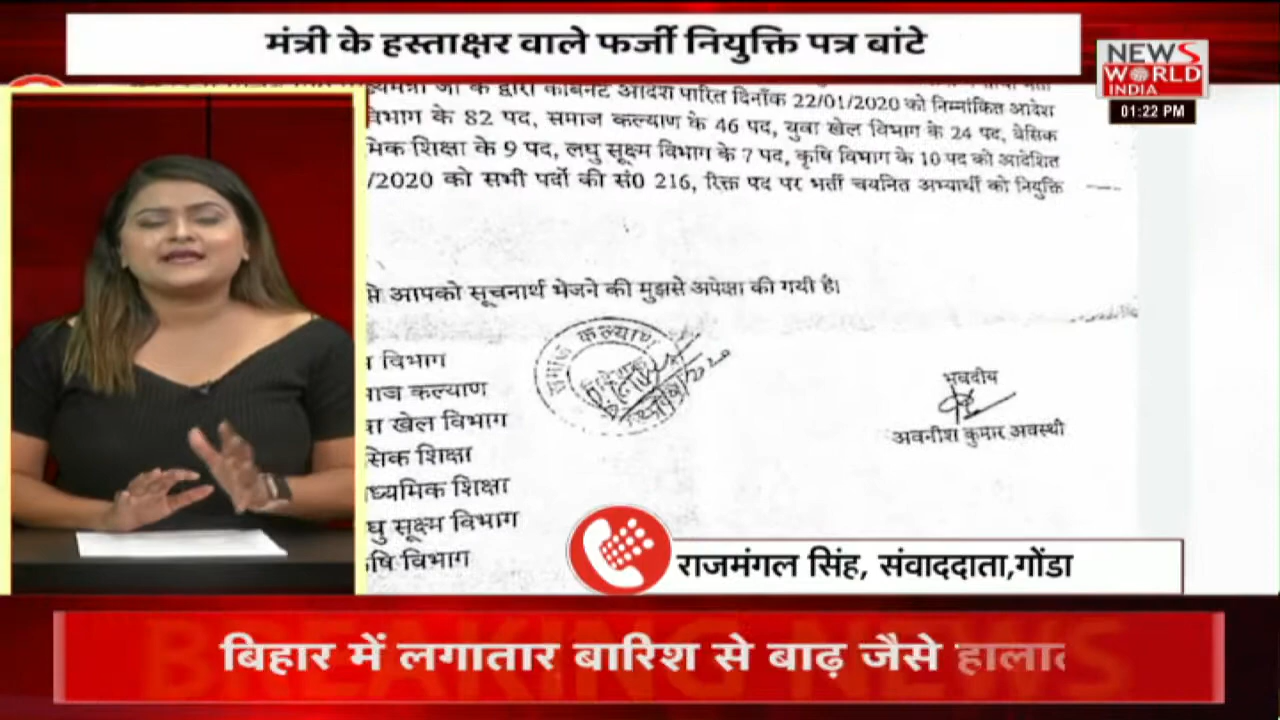 मंत्री के हस्ताक्षर वाले फर्जी नियुक्ति पत्र बांटे
NEWS
WORLD
INDIA
01:22 PM
के द्वारा कैबिनेट आदेश पारित दिनाँक 22/01/2020 को निम्नांकित आदेश
विभाग के 82 पद, समाज कल्याण के 46 पद, युवा खेल विभाग के 24 पद, बेसिक
मिक शिक्षा के 9 पद, लघु सूक्ष्म विभाग के 7 पद, कृषि विभाग के 10 पद को आदेशित
/2020 को सभी पदों की सं0 216, रिक्त पद पर भर्ती चयनित अभ्यार्थी को नियुक्ति
आपको सूचनार्थ भेजने की मुझसे अपेक्षा की गयी है।
समाज कल्याण
विभाग
माज कल्याण
वा खेल विभाग
सिक शिक्षा
ध्यमिक शिक्षा
घु सूक्ष्म विभाग
षि विभाग
भवदीय
अवनीश कुमार अवस्थी
राजमंगल सिंह, संवाददाता,गोंडा
BREAKING NEWS
बिहार में लगातार बारिश से बाढ़ जैसे हाला